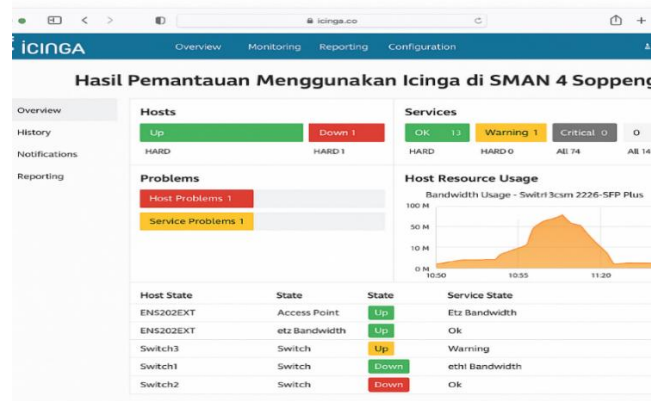 icinga.co
icinga
Overview Monitoring Reporting Configuration
Hasil Pemantauan Menggunakan Icinga di SMAN 4 Soppeng
Overview
History
Notifications
Reporting
Hosts
Up Down 1
HARD HARD 1
Services
OK 13 Warning 1 Critical 0 0
HARD HARD 0 All 74 All 14
Problems
Host Problems 1
Service Problems 1
Host Resource Usage
Bandwidth Usage - Switrl 3csm 2226-SFP Plus
100 M
50 M
10 M
0 M
10:50 10:55 11:20
Host State State State Service State
ENS202EXT Access Point Up Etz Bandwidth
ENS202EXT etz Bandwidth Up Ok
Switch3 Switch Up Warning
Switch1 Switch Down ethl Bandwidth
Switch2 Switch Down Ok